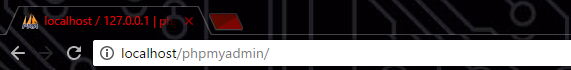 localhost / 127.0.0.1 | ph
localhost/phpmyadmin/